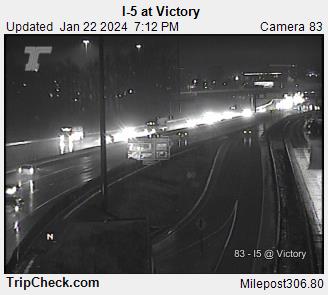 I-5 at Victory
Updated Jan 22 2024 7:12 PM Camera 83
T
N
83 - I5 @ Victory
TripCheck.com Milepost306.80